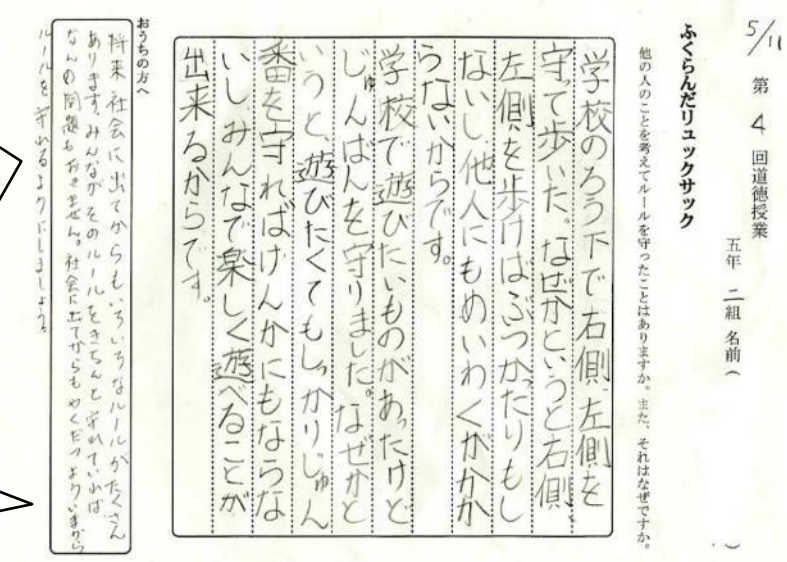 5/11
第 4 回道徳授業
五年 二組 名前( )
ふくらんだリュックサック
他の人のことを考えてルールを守ったことはありますか。また、それはなぜですか。
学校のろう下で右側、左側を
守って歩いた。なぜかというと右側、
左側を歩けばぶつかったりもし
ないし、他人にもめいわくがかか
らないからです。
学校で遊びたいものがあったけど
じゅんばんを守りました。なぜかと
いうと、遊びたくてもしっかりじゅん
番を守ればけんかにもならな
いしみんなで楽しく遊べることが
出来るからです。
おうちの方へ
将来社会に出てからもいろいろなルールがたくさん
あります。みんながそのルールをきちんと守れていれば、
なんの問題もおきません。社会に出てからもやくだつよういまから
ルールを守れるようにしましょう。